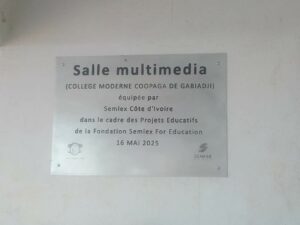 Salle multimedia
(COLLEGE MODERNE COOPAGA DE GABIADJI)
équipée par
Semlex Côte d'Ivoire
dans le cadre des Projets Educatifs
de la Fondation Semlex For Education
16 MAI 2025
SEMLEX